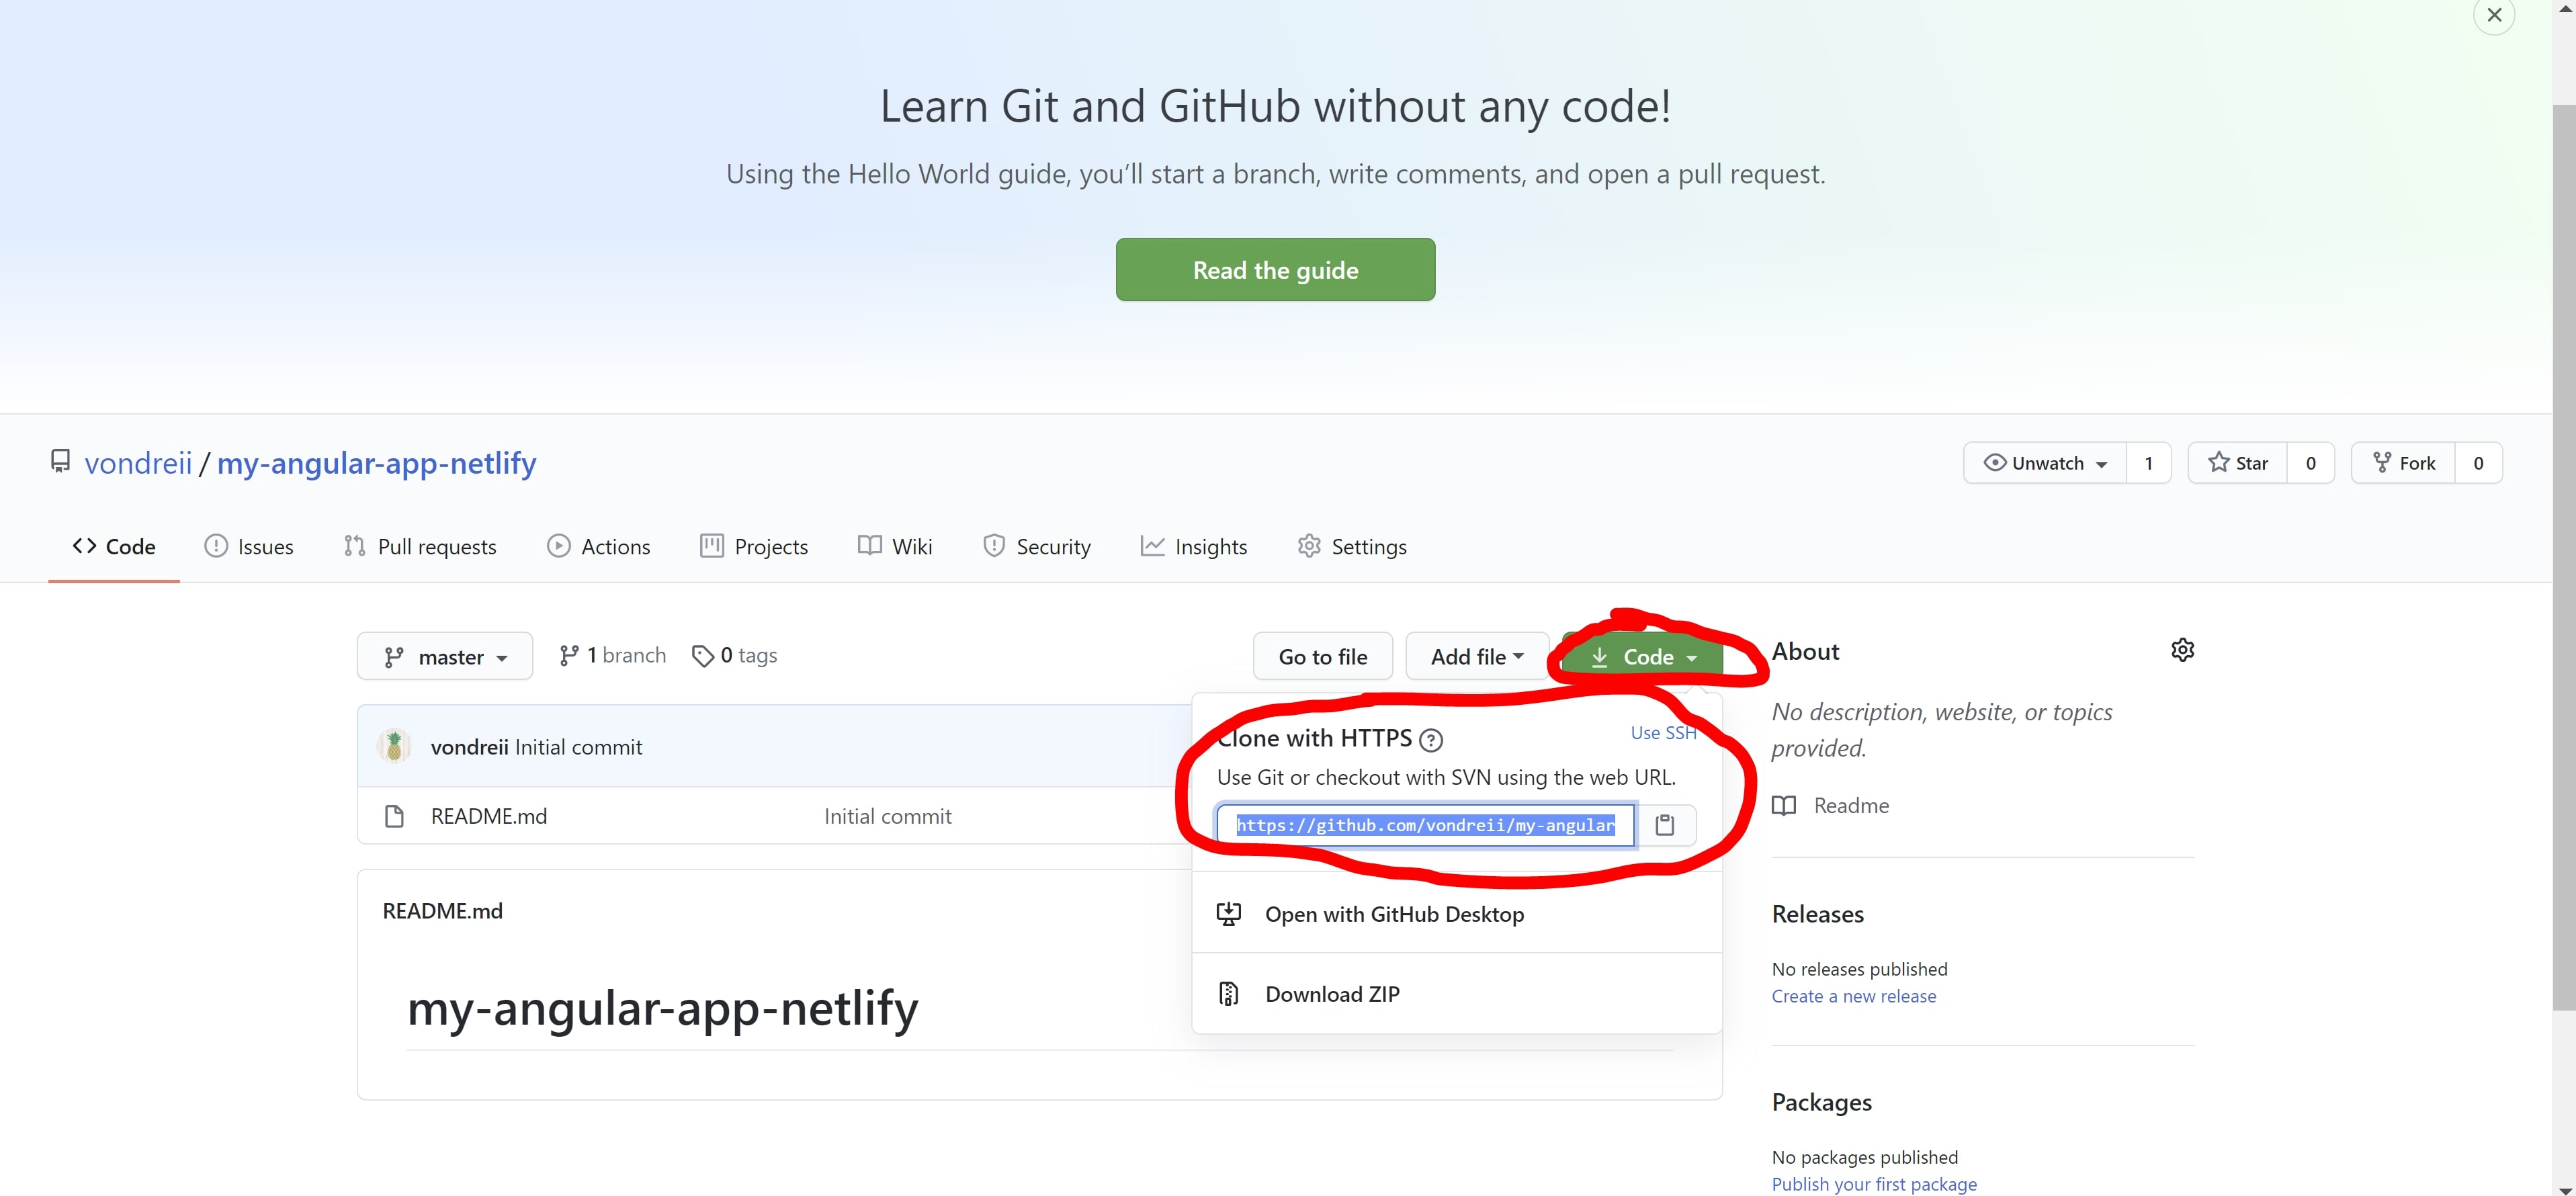 Learn Git and GitHub without any code!
Using the Hello World guide, you’ll start a branch, write comments, and open a pull request.
Read the guide
vondreii / my-angular-app-netlify
Unwatch 1 Star 0 Fork 0
Code Issues Pull requests Actions Projects Wiki Security Insights Settings
master 1 branch 0 tags Go to file Add file Code
vondreii Initial commit
README.md Initial commit
Clone with HTTPS Use SSH
Use Git or checkout with SVN using the web URL.
https://github.com/vondreii/my-angular
Open with GitHub Desktop
Download ZIP
README.md
my-angular-app-netlify
About
No description, website, or topics
provided.
Readme
Releases
No releases published
Create a new release
Packages
No packages published
Publish your first package